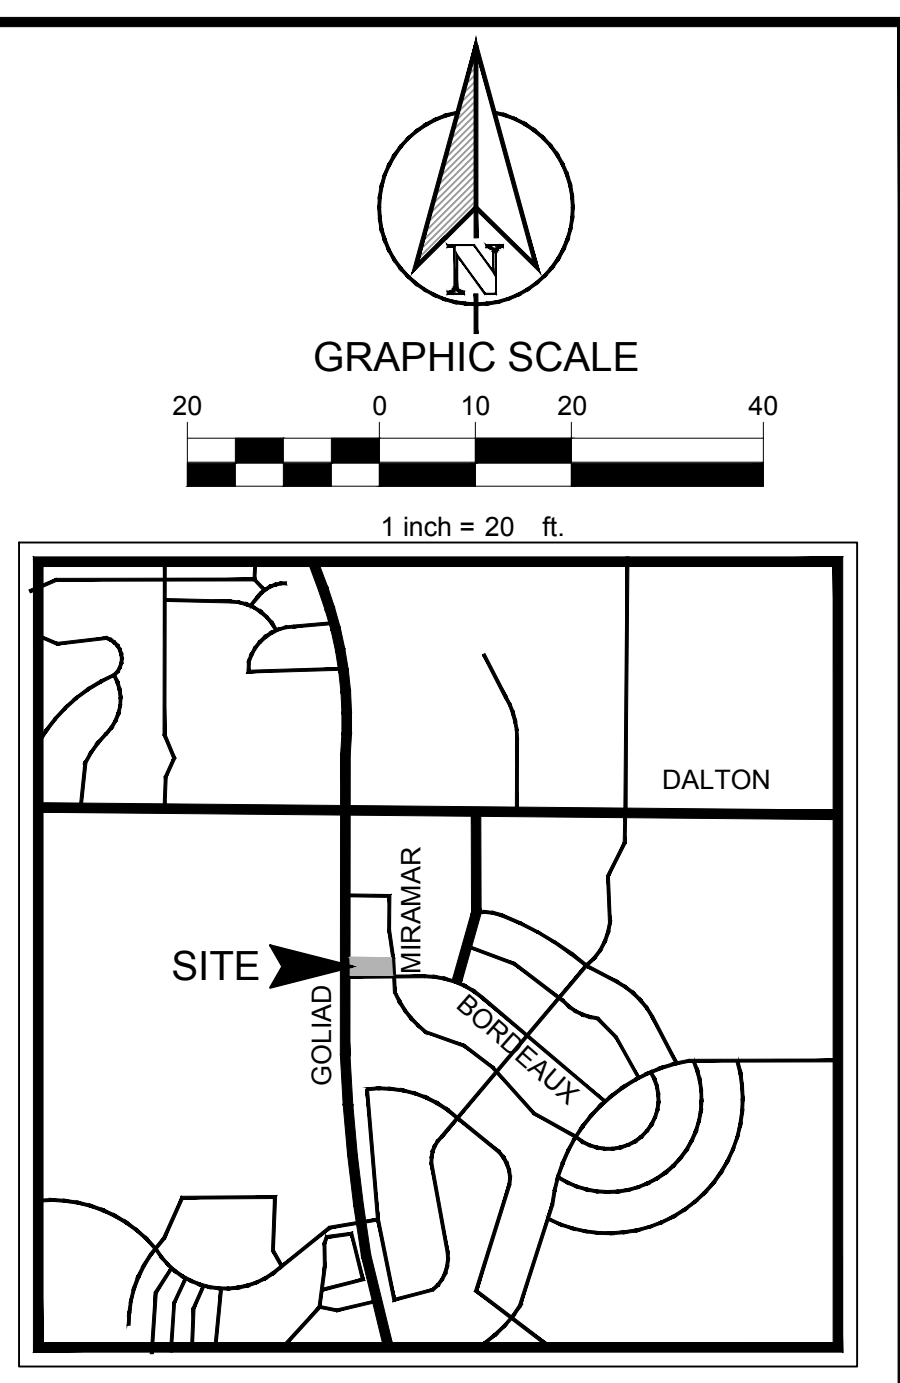 N
GRAPHIC SCALE
20 0 10 20 40
1 inch = 20 ft.
DALTON
MIRAMAR
SITE
GOLIAD
BORDEAUX